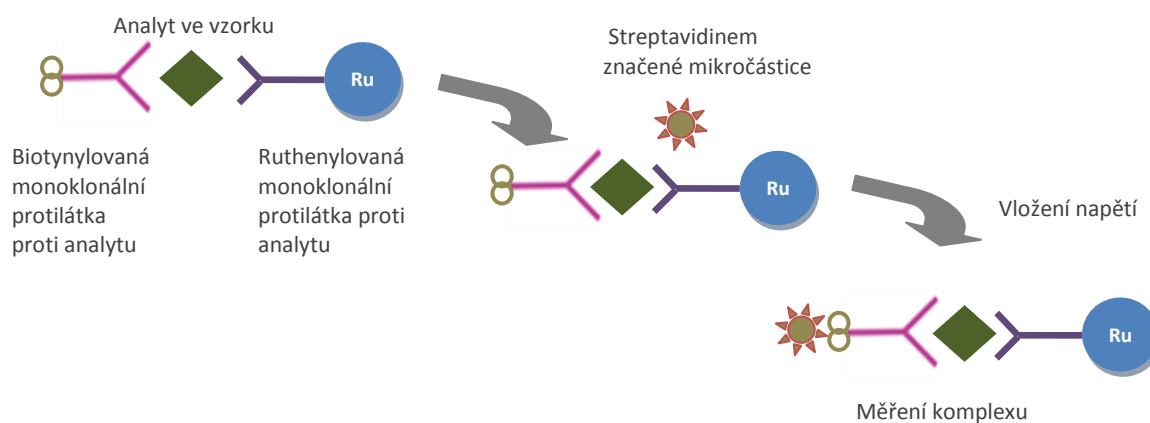 Analyt ve vzorku
Ru
Biotynylovaná
monoklonální
protilátka
proti analytu
Ruthenylovaná
monoklonální
protilátka proti
analytu
Streptavidinem
značené mikročástice
Ru
Vložení napětí
Ru
Měření komplexu